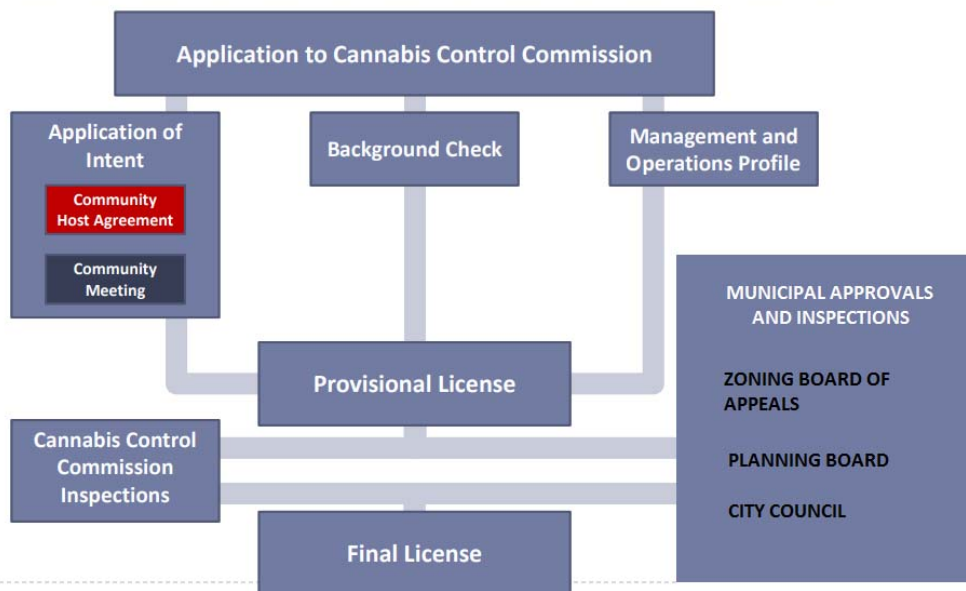 Application to Cannabis Control Commission
Application of
Intent
Community
Host Agreement
Community
Meeting
Background Check
Management and
Operations Profile
Provisional License
MUNICIPAL APPROVALS
AND INSPECTIONS
ZONING BOARD OF
APPEALS
PLANNING BOARD
CITY COUNCIL
Cannabis Control
Commission
Inspections
Final License